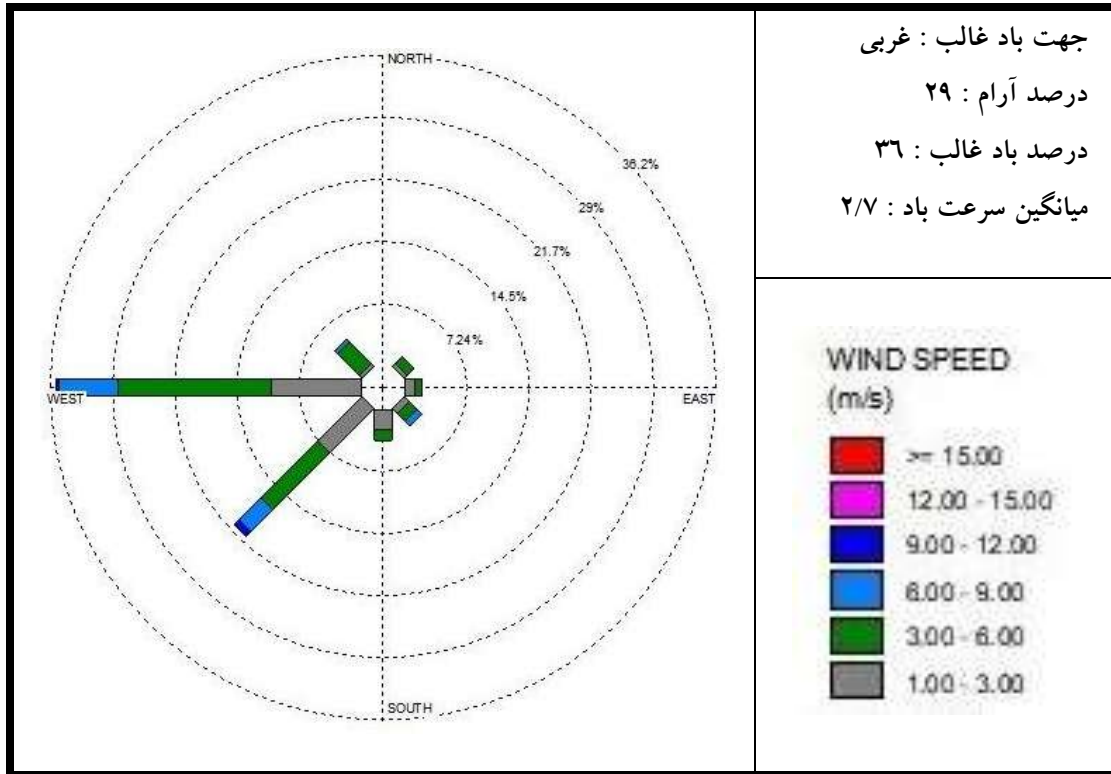 جهت باد غالب : غربی
درصد آرام : ۲۹
درصد باد غالب : ۳٦
میانگین سرعت باد : ۲/۷
NORTH
36.2%
29%
21.7%
14.5%
7.24%
WEST
EAST
SOUTH
WIND SPEED
(m/s)
>= 15.00
12.00 - 15.00
9.00 - 12.00
6.00 - 9.00
3.00 - 6.00
1.00 - 3.00